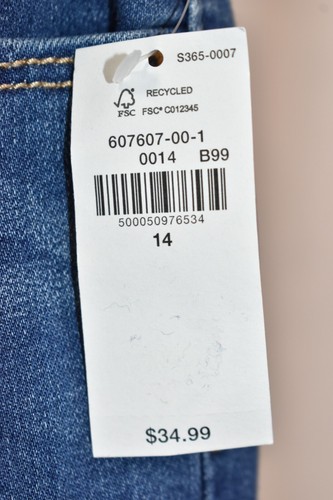 S365-0007
RECYCLED
FSC FSC® C012345
607607-00-1
0014 B99
500050976534
14
$34.99